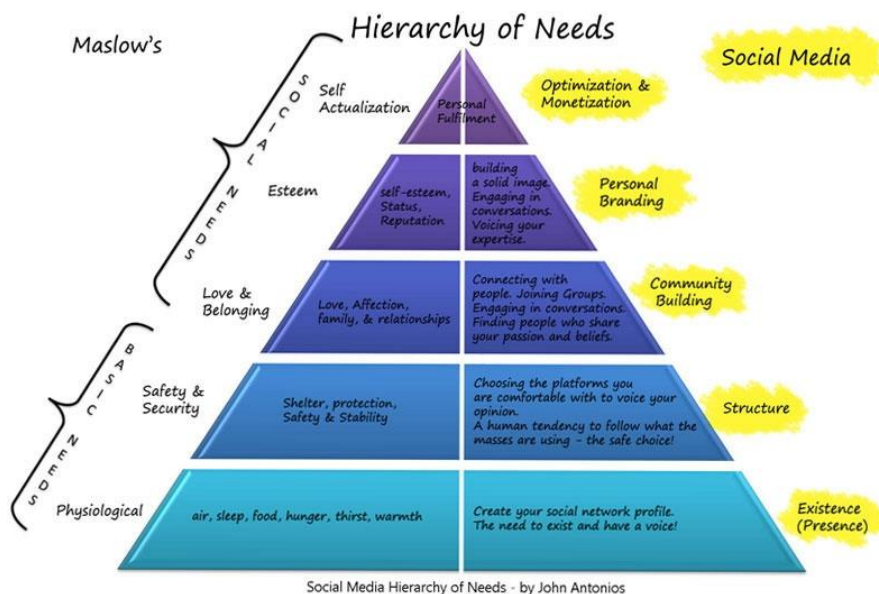 Maslow's
Hierarchy of Needs
Social Media
SOCIAL NEEDS
Self
Actualization
Personal
Fulfilment
Optimization &
Monetization
Esteem
self-esteem,
Status,
Reputation
building
a solid image.
Engaging in
conversations.
Voicing your
expertise.
Personal
Branding
Love &
Belonging
Love, Affection,
family, & relationships
Connecting with
people. Joining Groups.
Engaging in conversations.
Finding people who share
your passion and beliefs.
Community
Building
BASIC NEEDS
Safety &
Security
Shelter, protection,
Safety & Stability
Choosing the platforms you
are comfortable with to voice your
opinion.
A human tendency to follow what the
masses are using - the safe choice!
Structure
Physiological
air, sleep, food, hunger, thirst, warmth
Create your social network profile.
The need to exist and have a voice!
Existence
(Presence)
Social Media Hierarchy of Needs - by John Antonios